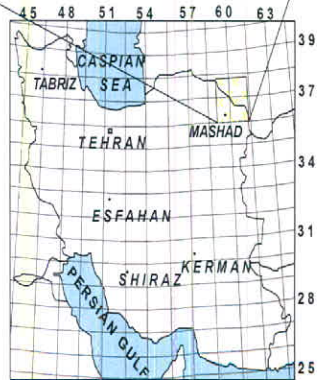 45 48 51 54 57 60 63
39
CASPIAN
SEA
TABRIZ
37
MASHAD
TEHRAN
34
ESFAHAN
31
KERMAN
SHIRAZ
PERSIAN GULF
28
25